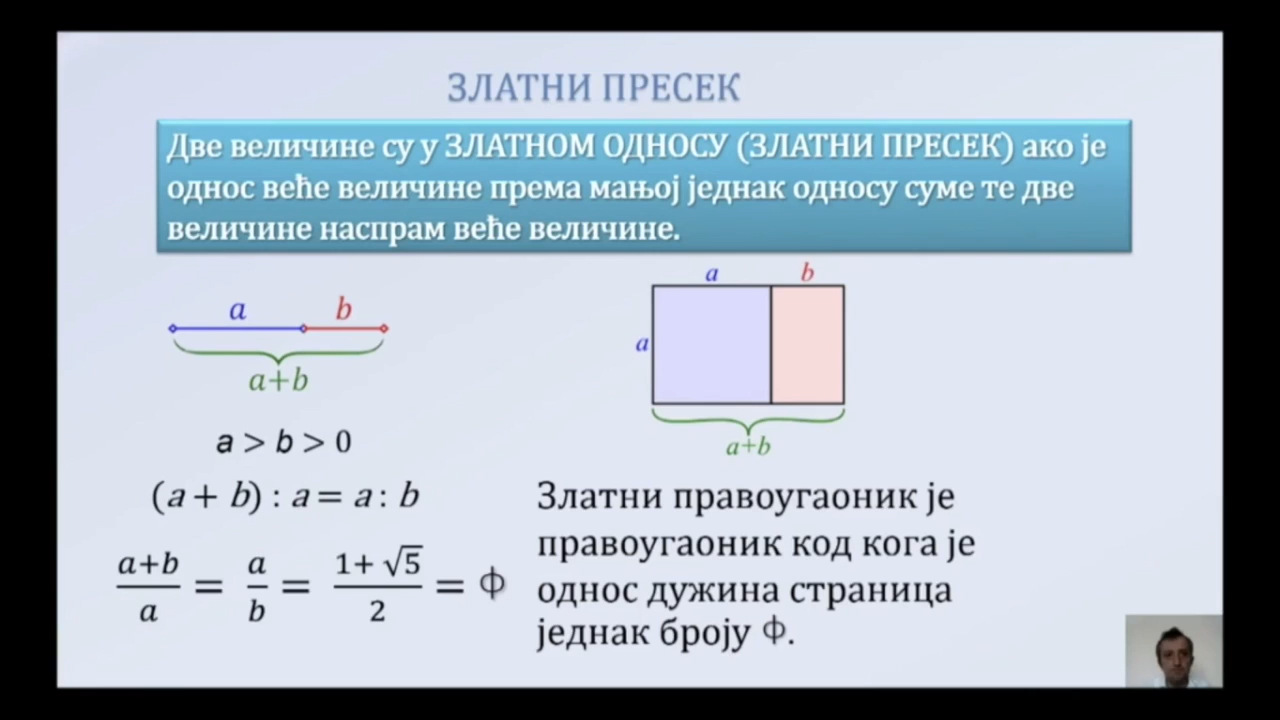 ЗЛАТНИ ПРЕСЕК
Две величине су у ЗЛАТНОМ ОДНОСУ (ЗЛАТНИ ПРЕСЕК) ако је
однос веће величине према мањој једнак односу суме те две
величине наспрам веће величине.
a b
a+b
a > b > 0
(a + b) : a = a : b
a+b/a = a/b = 1+ √5/2 = ф
a b
a
a+b
Златни правоугаоник је
правоугаоник код кога је
однос дужина страница
једнак броју ф.